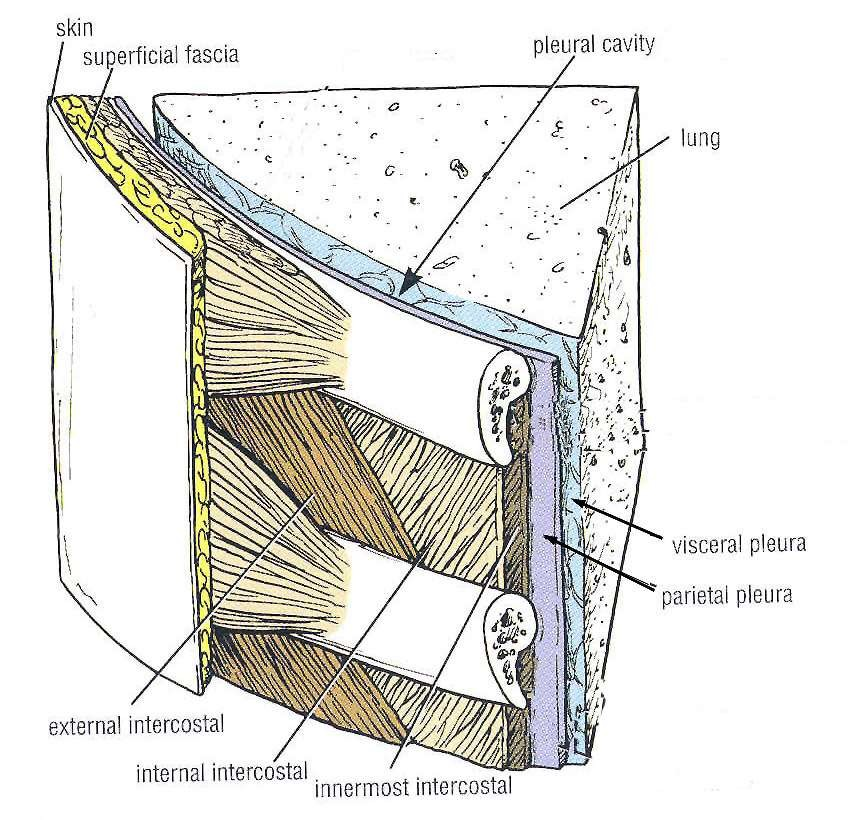 skin
superficial fascia
pleural cavity
lung
visceral pleura
parietal pleura
external intercostal
internal intercostal
innermost intercostal